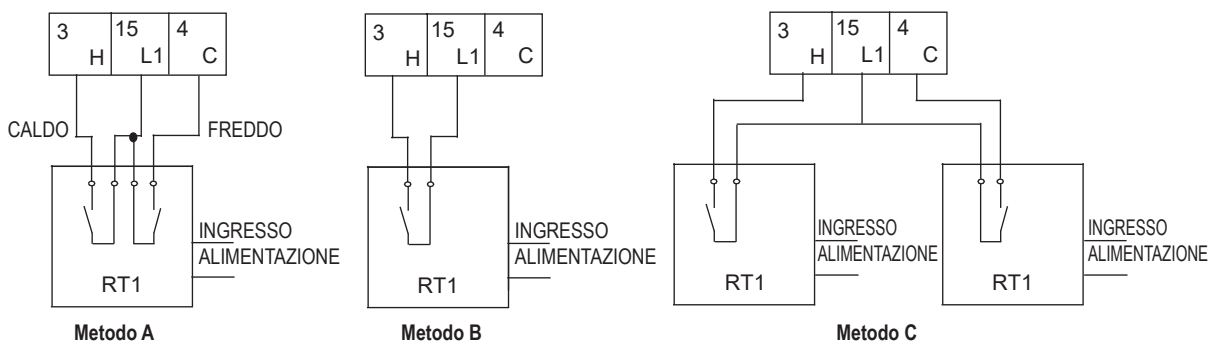 3 15 4
H L1 C
CALDO FREDDO
INGRESSO
ALIMENTAZIONE
RT1
Metodo A
3 15 4
H L1 C
INGRESSO
ALIMENTAZIONE
RT1
Metodo B
3 15 4
H L1 C
INGRESSO
ALIMENTAZIONE
RT1
INGRESSO
ALIMENTAZIONE
RT1
Metodo C